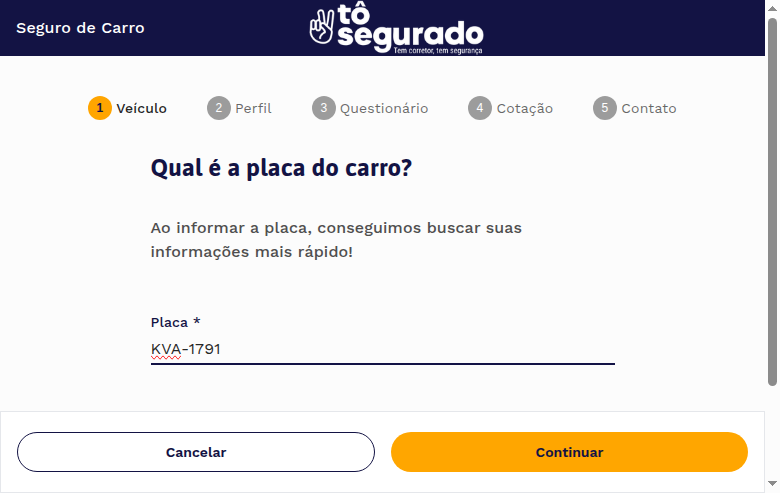 Seguro de Carro
tô
segurado
Tem corretor, tem segurança
1 Veículo 2 Perfil 3 Questionário 4 Cotação 5 Contato
Qual é a placa do carro?
Ao informar a placa, conseguimos buscar suas
informações mais rápido!
Placa *
KVA-1791
Cancelar Continuar